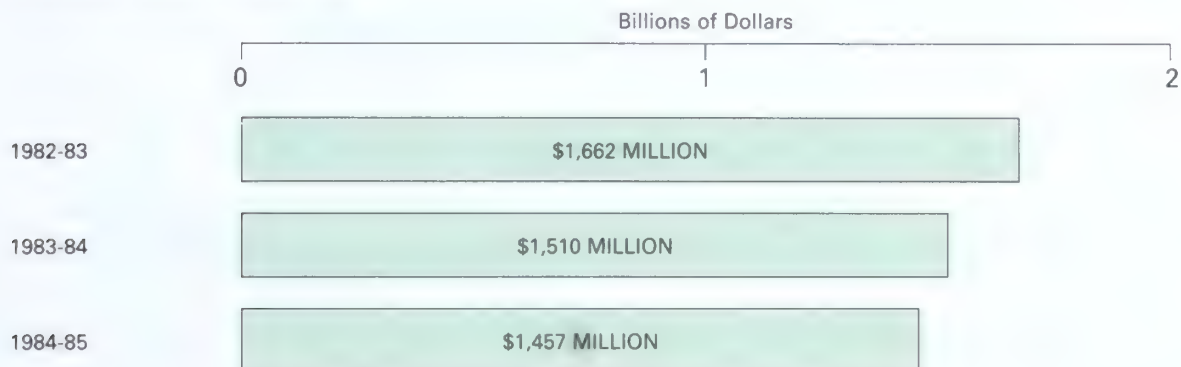 Billions of Dollars
0 1 2
1982-83 $1,662 MILLION
1983-84 $1,510 MILLION
1984-85 $1,457 MILLION